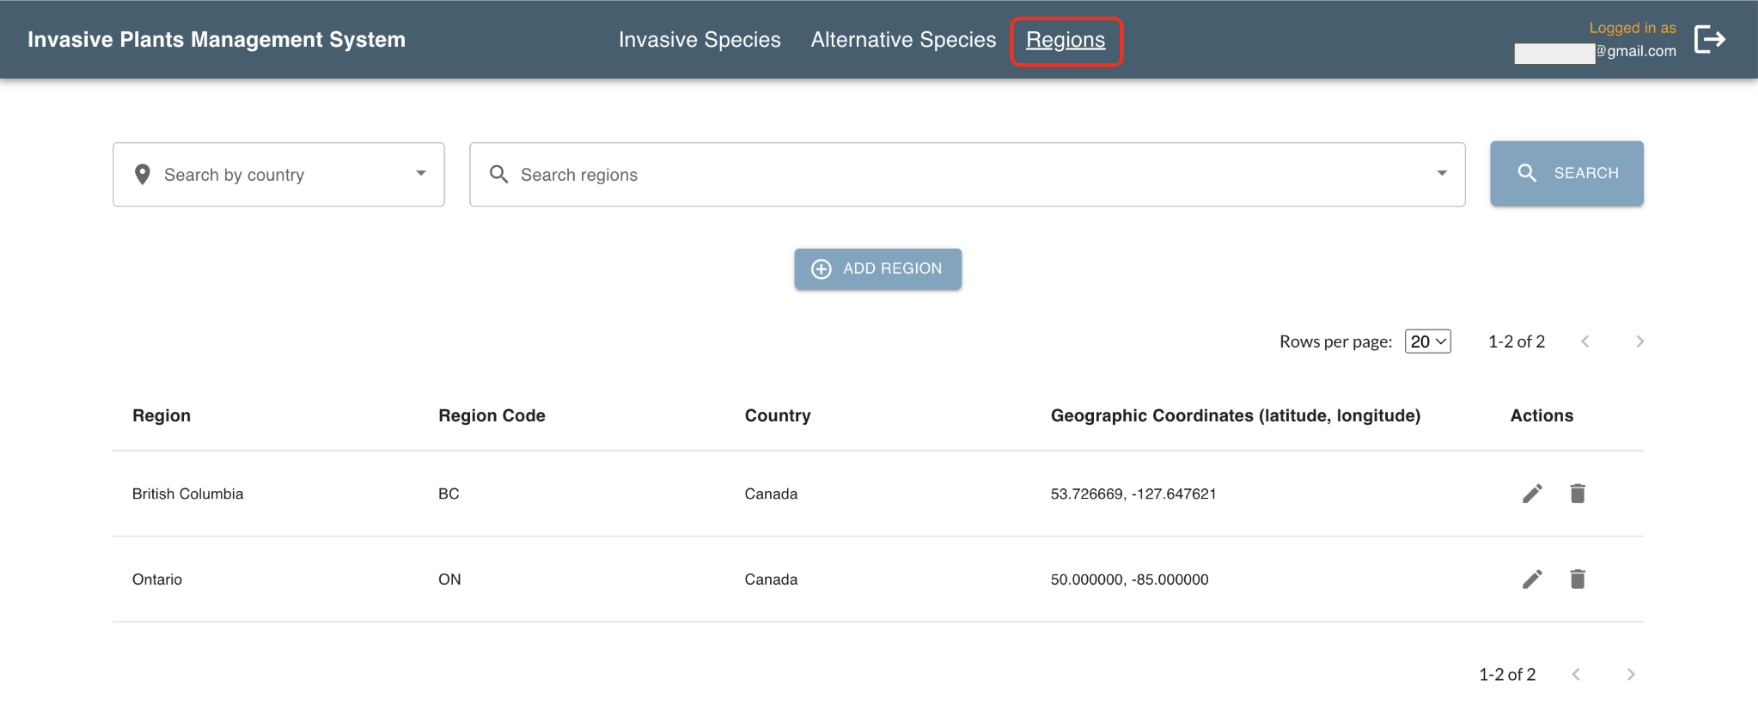 Invasive Plants Management System
Invasive Species
Alternative Species
Regions
Logged in as
@gmail.com
Search by country
Search regions
SEARCH
ADD REGION
Rows per page: 20 1-2 of 2
Region Region Code Country Geographic Coordinates (latitude, longitude) Actions
British Columbia BC Canada 53.726669, -127.647621
Ontario ON Canada 50.000000, -85.000000
1-2 of 2